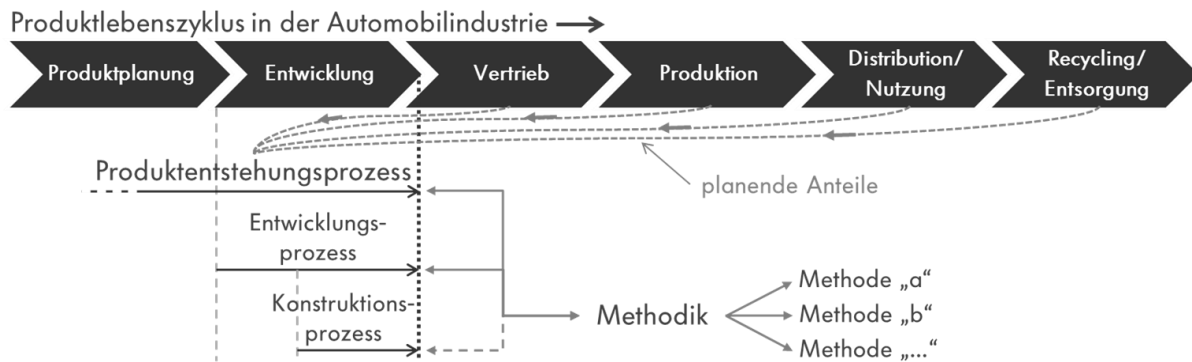 Produktlebenszyklus in der Automobilindustrie
Produktplanung
Entwicklung
Vertrieb
Produktion
Distribution/
Nutzung
Recycling/
Entsorgung
Produktentstehungsprozess
planende Anteile
Entwicklungs-
prozess
Konstruktions-
prozess
Methodik
Methode „a“
Methode „b“
Methode „...“